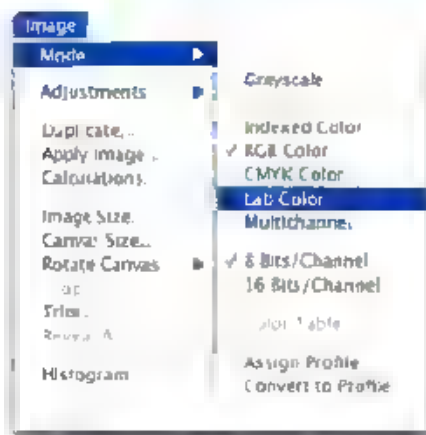 Image
Mode
Adjustments
Duplicate...
Apply Image...
Calculations...
Image Size...
Canvas Size...
Rotate Canvas
Trim...
Histogram
Grayscale
Indexed Color
✓ RGB Color
CMYK Color
Lab Color
Multichannel
✓ 8 Bits/Channel
16 Bits/Channel
Table
Assign Profile
Convert to Profile